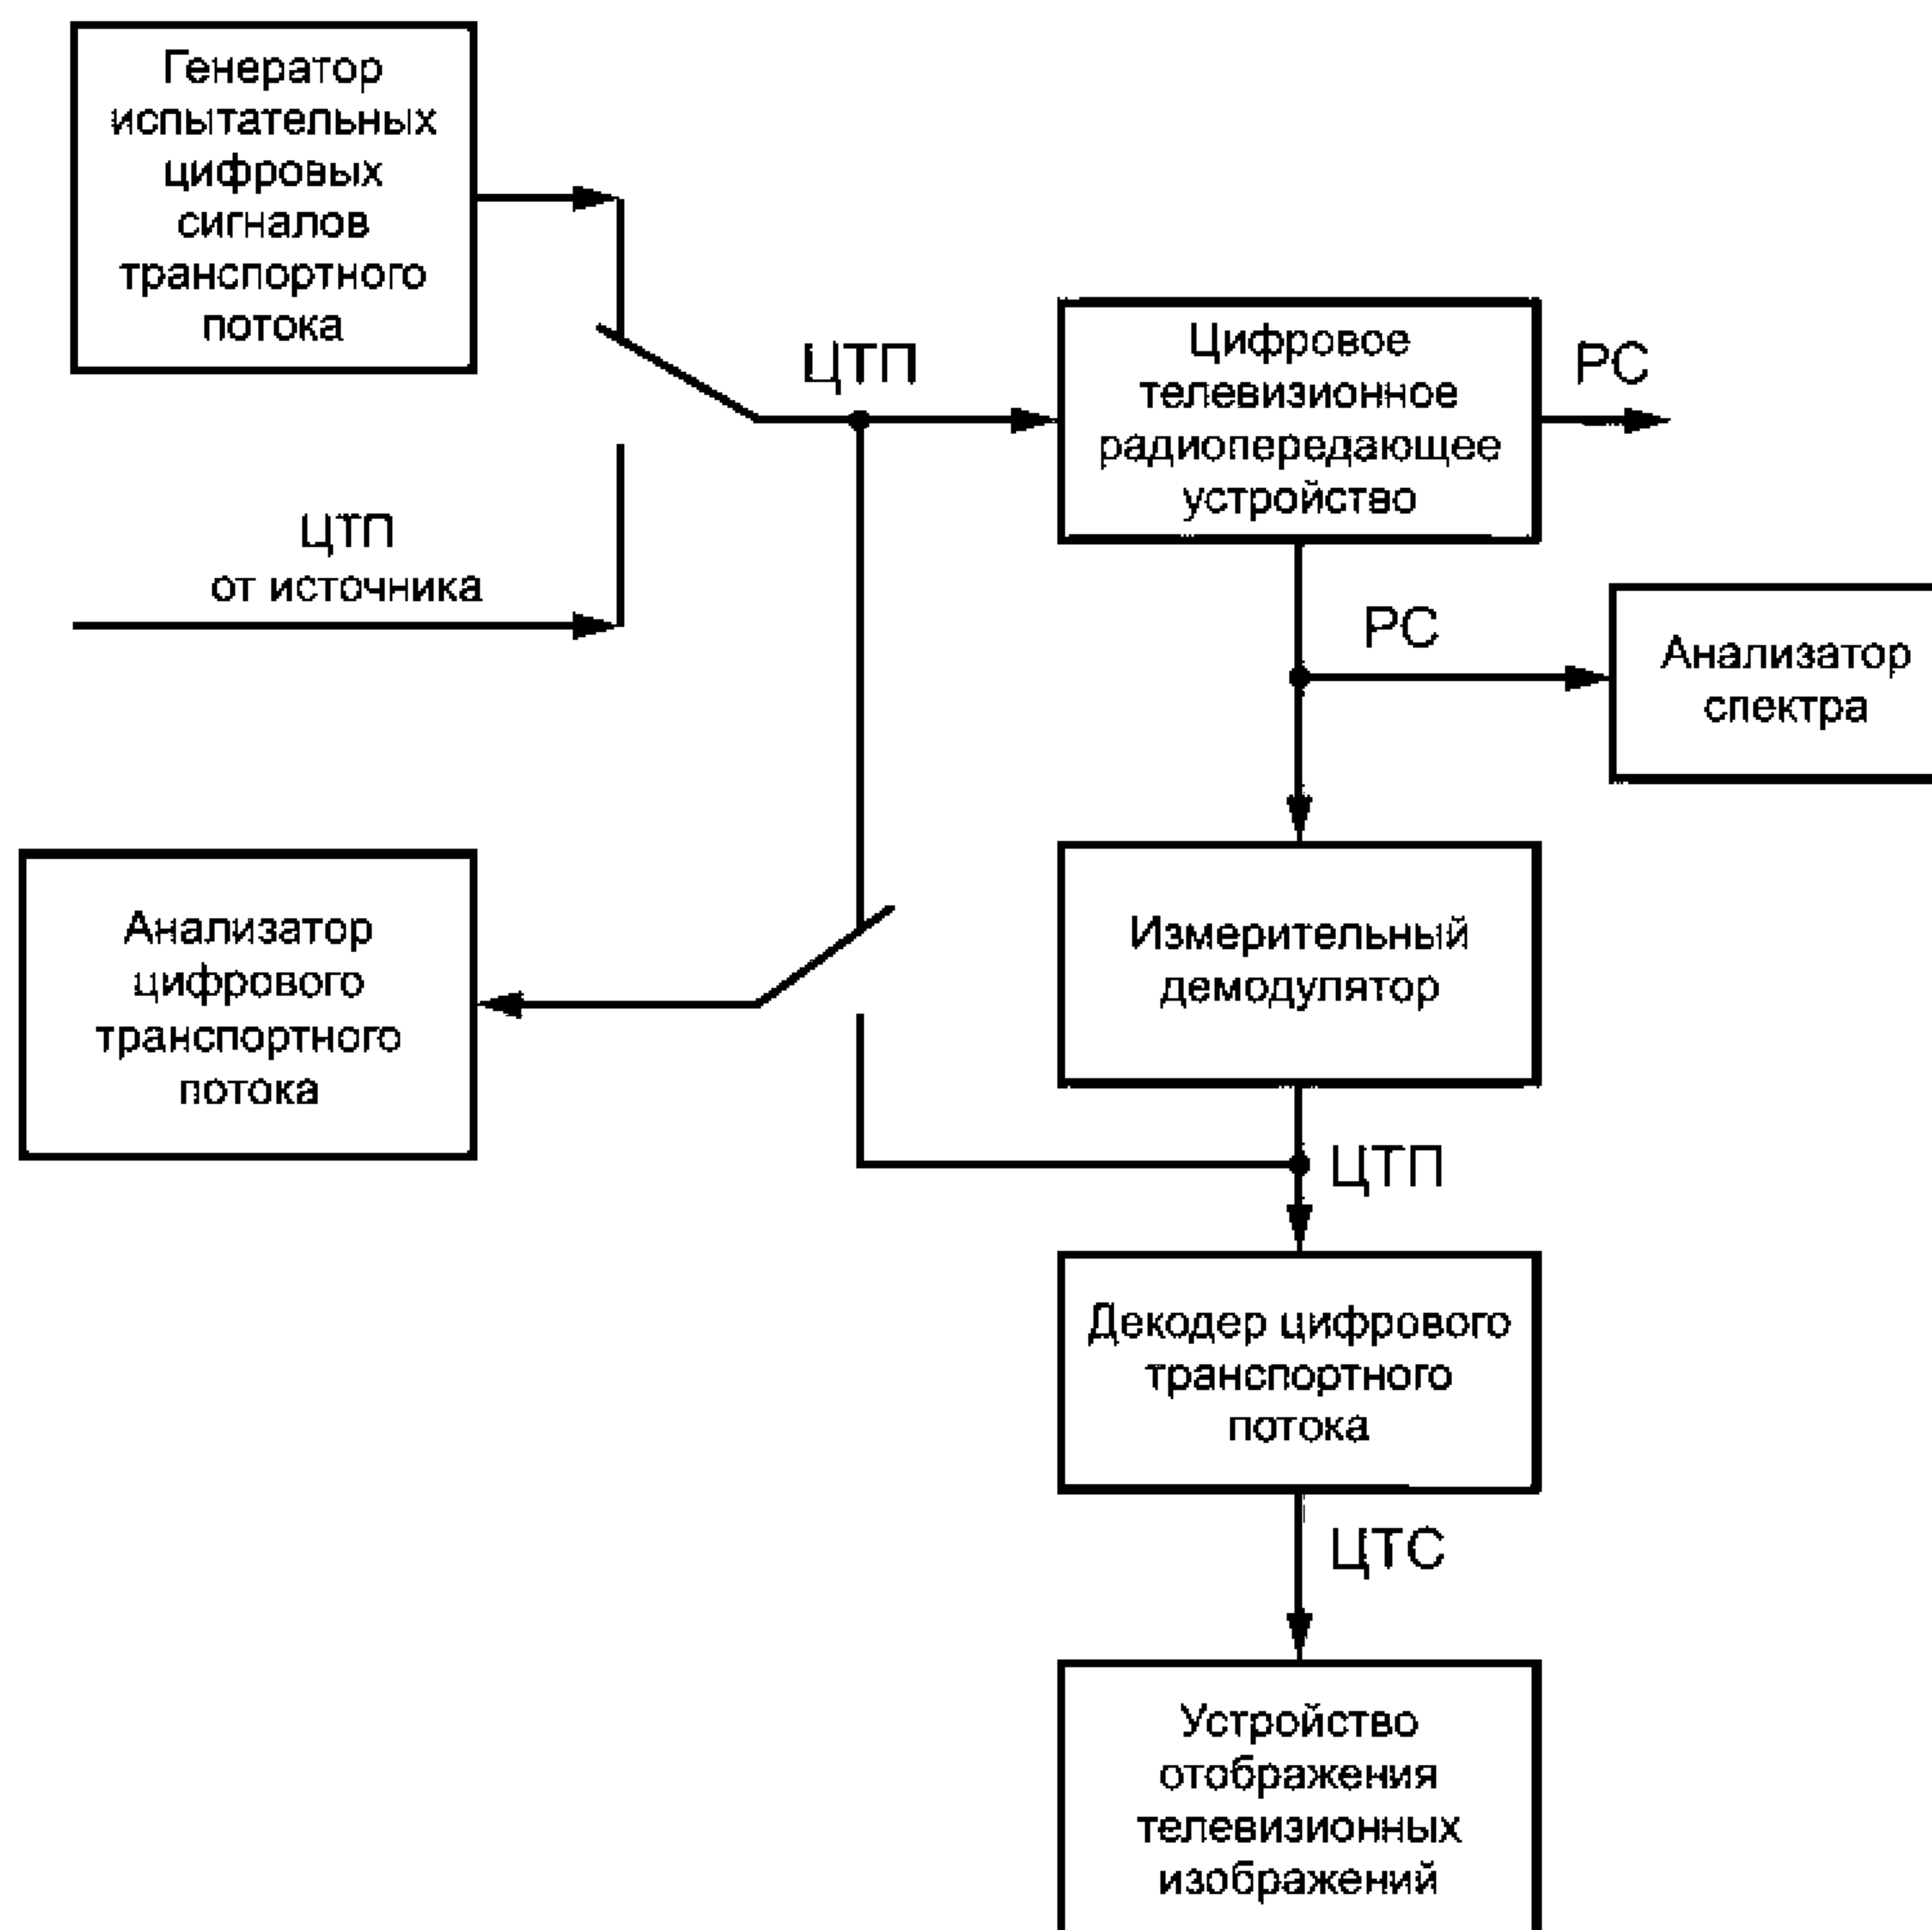 Генератор
испытательных
цифровых
сигналов
транспортного
потока
ЦТП
Цифровое
телевизионное
радиопередающее
устройство
РС
ЦТП
от источника
РС
Анализатор
спектра
Анализатор
цифрового
транспортного
потока
Измерительный
демодулятор
ЦТП
Декодер цифрового
транспортного
потока
ЦТС
Устройство
отображения
телевизионных
изображений